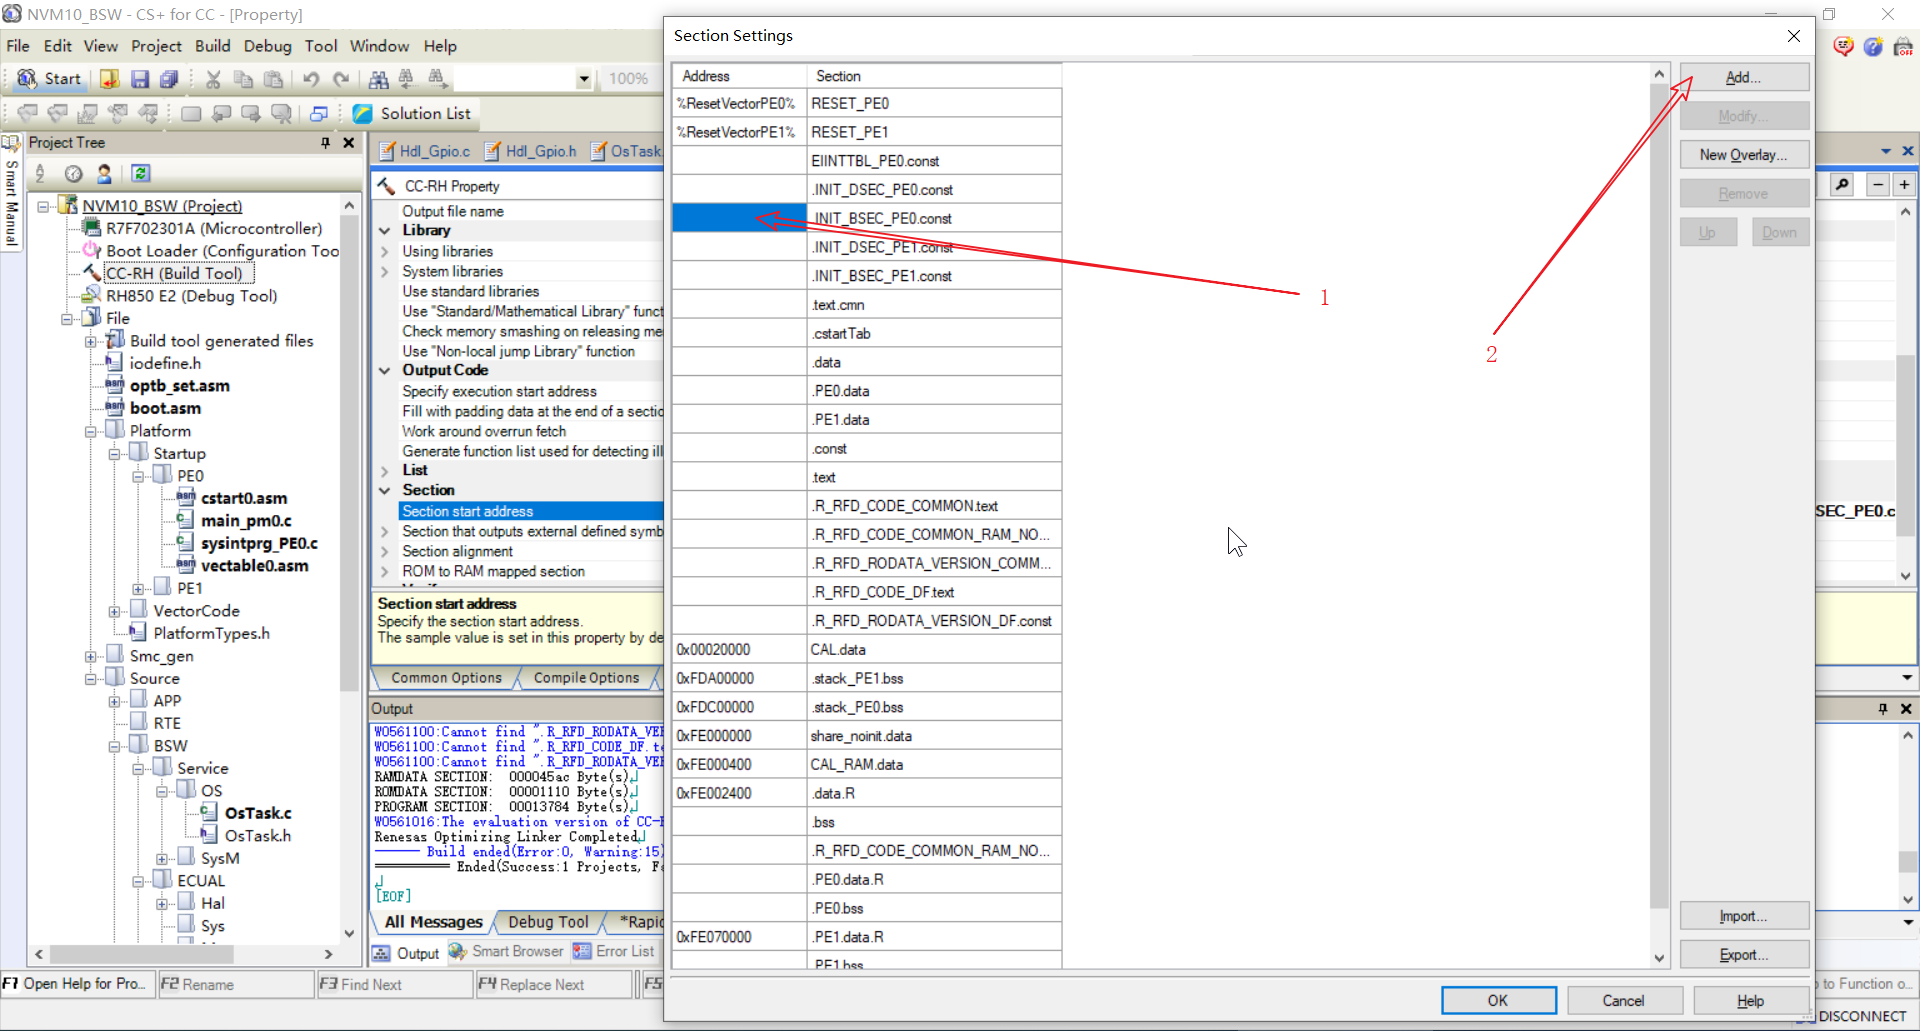 NVM10_BSW - CS+ for CC - [Property]
File Edit View Project Build Debug Tool Window Help
Start
100%
Solution List
Smart Manual
Project Tree
NVM10_BSW (Project)
R7F702301A (Microcontroller)
Boot Loader (Configuration Too
CC-RH (Build Tool)
RH850 E2 (Debug Tool)
File
Build tool generated files
iodefine.h
optb_set.asm
boot.asm
Platform
Startup
PE0
cstart0.asm
main_pm0.c
sysintprg_PE0.c
vectable0.asm
PE1
VectorCode
PlatformTypes.h
Smc_gen
Source
APP
RTE
BSW
Service
OS
OsTask.c
OsTask.h
SysM
ECUAL
Hal
Sys
Hdl_Gpio.c Hdl_Gpio.h OsTask.
CC-RH Property
Output file name
Library
Using libraries
System libraries
Use standard libraries
Use "Standard/Mathematical Library" funct
Check memory smashing on releasing me
Use "Non-local jump Library" function
Output Code
Specify execution start address
Fill with padding data at the end of a sectio
Work around overrun fetch
Generate function list used for detecting ill
List
Section
Section start address
Section that outputs external defined symb
Section alignment
ROM to RAM mapped section
Section start address
Specify the section start address.
The sample value is set in this property by de
Common Options Compile Options
Output
W0561100:Cannot find ".R_RFD_RODATA_VER
W0561100:Cannot find ".R_RFD_CODE_DF.te
W0561100:Cannot find ".R_RFD_RODATA_VER
RAMDATA SECTION: 000045ac Byte(s)
ROMDATA SECTION: 00001110 Byte(s)
PROGRAM SECTION: 00013784 Byte(s)
W0561016:The evaluation version of CC-R
Renesas Optimizing Linker Completed
------ Build ended(Error:0, Warning:15)
========== Ended(Success:1 Projects, Fa
[EOF]
All Messages Debug Tool *Rapid
Output Smart Browser Error List
F1 Open Help for Pro... F2 Rename F3 Find Next F4 Replace Next F5
Section Settings
Address Section
%ResetVectorPE0% RESET_PE0
%ResetVectorPE1% RESET_PE1
EIINTTBL_PE0.const
.INIT_DSEC_PE0.const
.INIT_BSEC_PE0.const
.INIT_DSEC_PE1.const
.INIT_BSEC_PE1.const
.text.cmn
.cstartTab
.data
.PE0.data
.PE1.data
.const
.text
.R_RFD_CODE_COMMON.text
.R_RFD_CODE_COMMON_RAM_NO...
.R_RFD_RODATA_VERSION_COMM...
.R_RFD_CODE_DF.text
.R_RFD_RODATA_VERSION_DF.const
0x00020000 CAL.data
0xFDA00000 .stack_PE1.bss
0xFDC00000 .stack_PE0.bss
0xFE000000 share_noinit.data
0xFE000400 CAL_RAM.data
0xFE002400 .data.R
.bss
.R_RFD_CODE_COMMON_RAM_NO...
.PE0.data.R
.PE0.bss
0xFE070000 .PE1.data.R
.PE1.bss
1
2
Add...
Modify...
New Overlay...
Remove
Up Down
Import...
Export...
OK Cancel Help
OFF
SEC_PE0.c
to Function o...
DISCONNECT